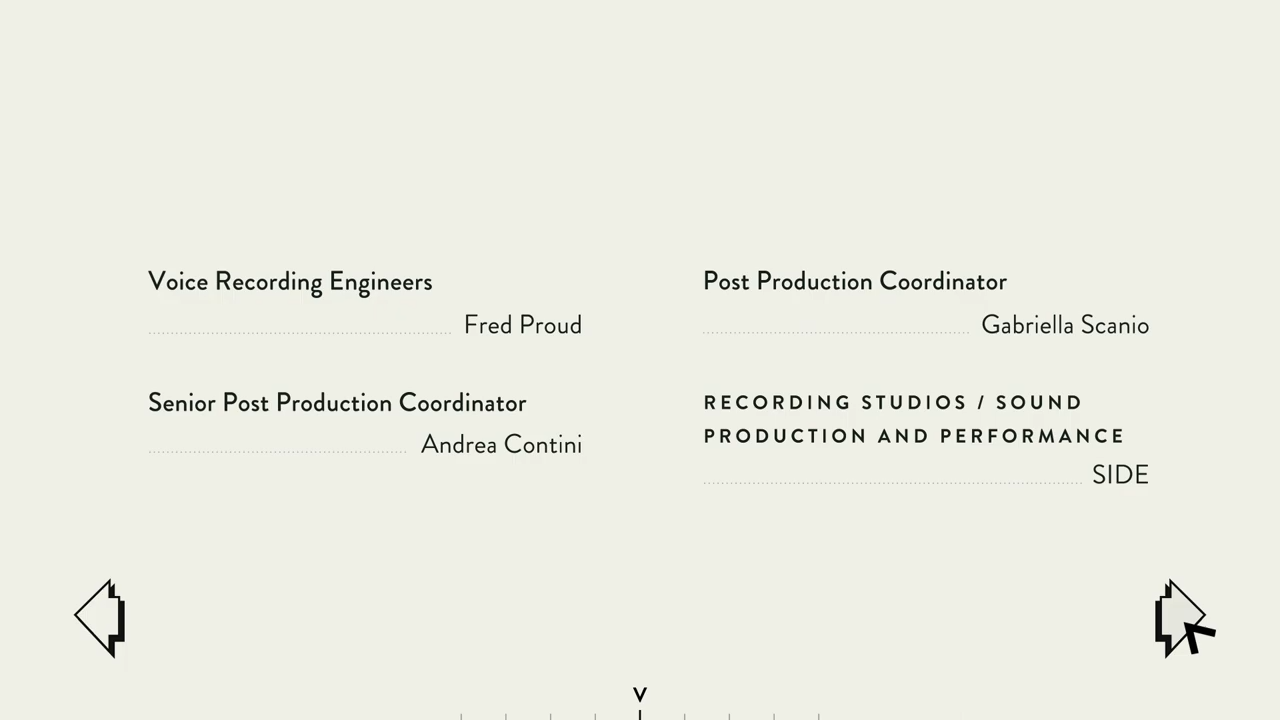 Voice Recording Engineers
Fred Proud
Senior Post Production Coordinator
Andrea Contini
Post Production Coordinator
Gabriella Scanio
RECORDING STUDIOS / SOUND
PRODUCTION AND PERFORMANCE
SIDE